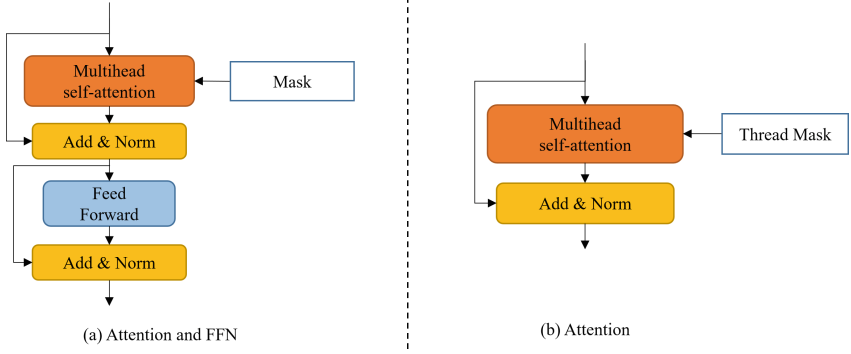 Multihead
self-attention
Mask
Add & Norm
Feed
Forward
Add & Norm
(a) Attention and FFN
Multihead
self-attention
Thread Mask
Add & Norm
(b) Attention